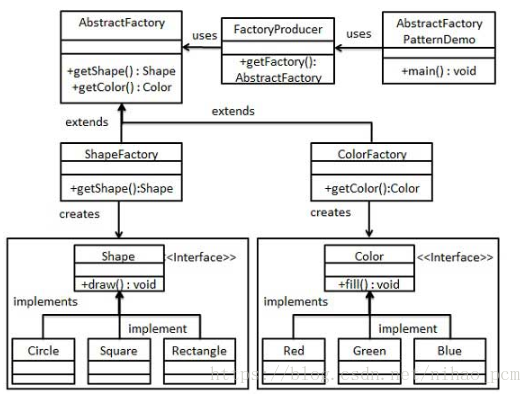 AbstractFactory
+getShape() : Shape
+getColor() : Color
uses
FactoryProducer
+getFactory():
AbstractFactory
uses
AbstractFactory
PatternDemo
+main() : void
extends
extends
ShapeFactory
+getShape():Shape
ColorFactory
+getColor():Color
creates
creates
Shape
<<Interface>>
+draw() : void
implements
implement
Circle
Square
Rectangle
Color
<<Interface>>
+fill() : void
implements
implement
Red
Green
Blue
https://blog.csdn.net/nihao_pcm